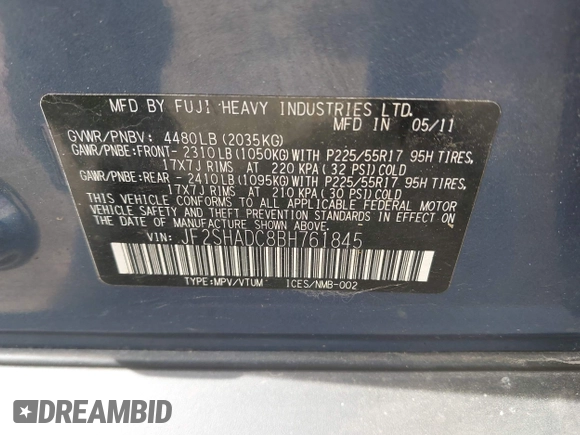 MFD BY FUJI HEAVY INDUSTRIES LTD.
MFD IN 05/11
GVWR/PNBV: 4480LB (2035KG)
GAWR/PNBE:FRONT- 2310LB(1050KG)WITH P225/55R17 95H TIRES,
17X7J RIMS AT 220 KPA(32 PSI)COLD
GAWR/PNBE:REAR - 2410LB(1095KG)WITH P225/55R17 95H TIRES,
17X7J RIMS AT 210 KPA(30 PSI)COLD
THIS VEHICLE CONFORMS TO ALL APPLICABLE FEDERAL MOTOR
VEHICLE SAFETY AND THEFT PREVENTION STANDARDS IN EFFECT ON
THE DATE OF MANUFACTURE SHOWN ABOVE.
VIN: JF2SHADC8BH761845
TYPE:MPV/VTUM ICES/NMB-002
DREAMBID